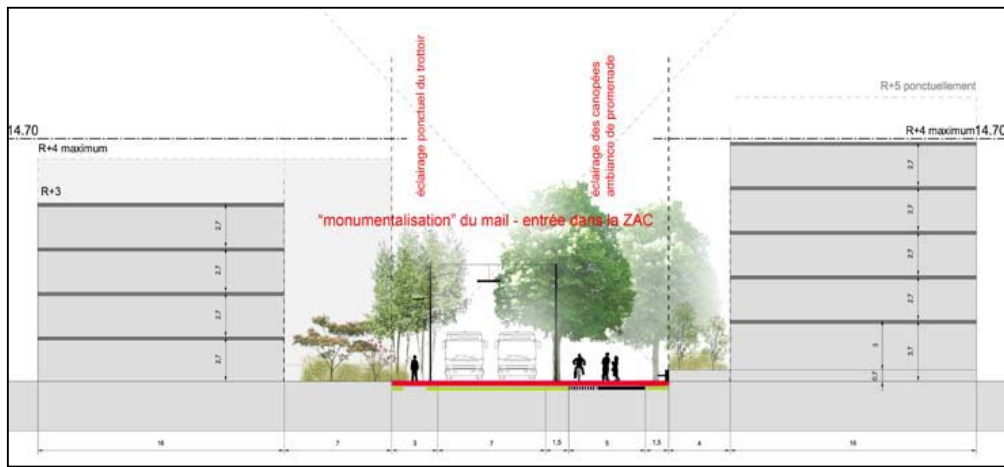 éclairage ponctuel du trottoir
éclairage des canopées
ambiance de promenade
R+5 ponctuellement
14.70
R+4 maximum
R+4 maximum 14.70
R+3
"monumentalisation" du mail - entrée dans la ZAC
2,7
2,7
2,7
2,7
2,7
2,7
2,7
2,7
3
3,7
0,7
16
7
3
7
1,5
5
1,5
4
16